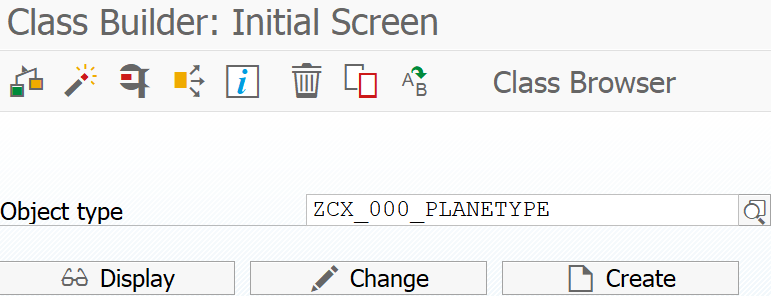 Class Builder: Initial Screen
i A B Class Browser
Object type ZCX_000_PLANETYPE
Display Change Create